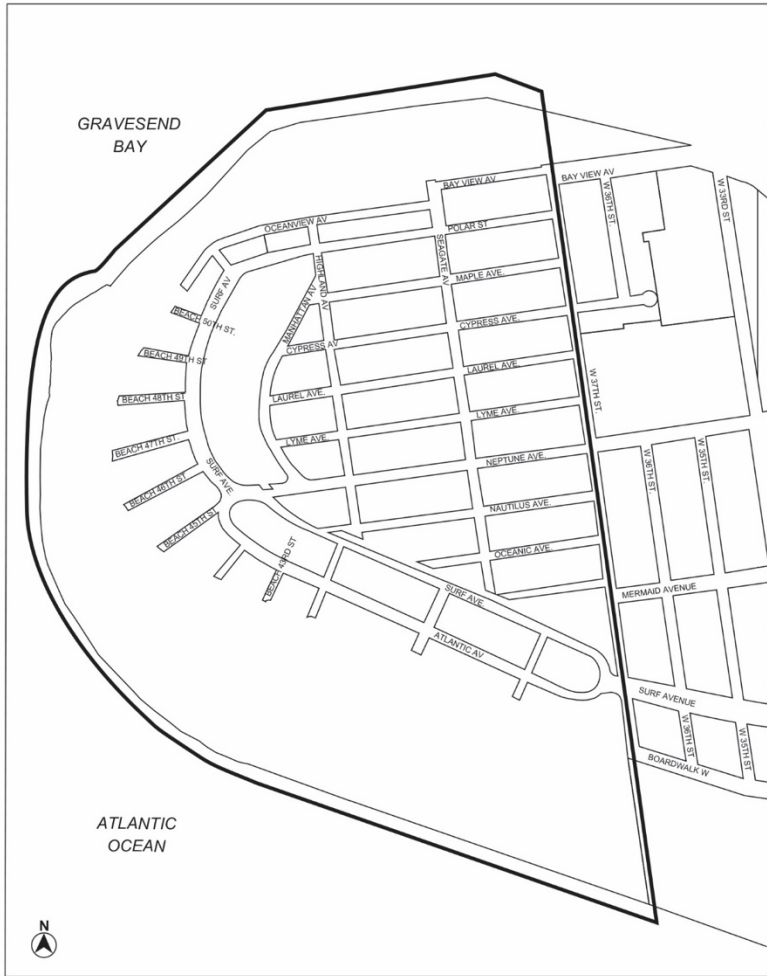 GRAVESEND
BAY
BAY VIEW AV
BAY VIEW AV
W 36TH ST.
W 33RD ST.
OCEANVIEW AV
POLAR ST
SEAGATE AV
HIGHLAND AV
MAPLE AVE.
SURF AV
MANHATTAN AV
BEACH 50TH ST.
CYPRESS AVE.
CYPRESS AV
BEACH 49TH ST
LAUREL AVE.
W 37TH ST.
BEACH 48TH ST
LAUREL AVE.
LYME AVE.
BEACH 47TH ST.
LYME AVE.
NEPTUNE AVE.
SURF AVE.
W 36TH ST.
W 35TH ST.
BEACH 46TH ST.
NAUTILUS AVE.
BEACH 45TH ST
OCEANIC AVE.
BEACH 43RD ST
SURF AVE.
MERMAID AVENUE
ATLANTIC AV
SURF AVENUE
W 36TH ST
W 35TH ST
BOARDWALK W
ATLANTIC
OCEAN
N